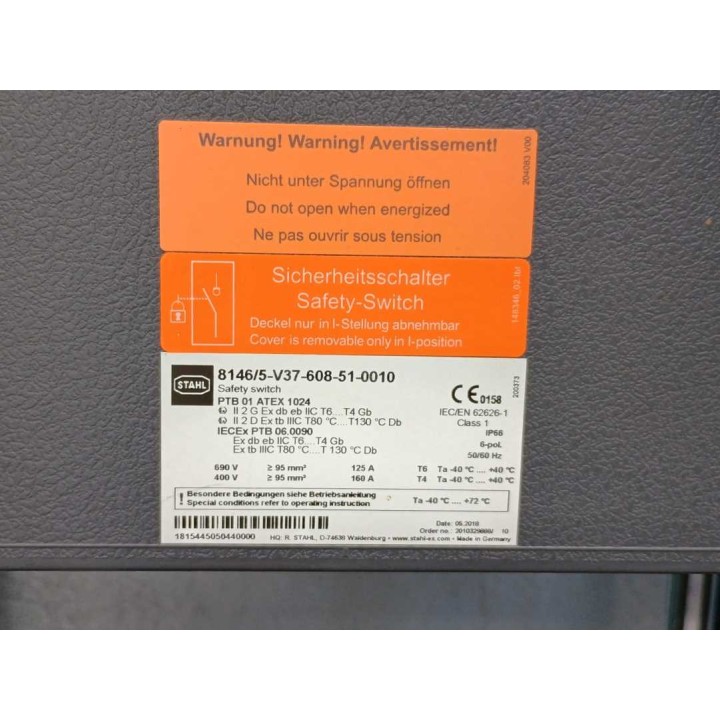 Warnung! Warning! Avertissement!
Nicht unter Spannung öffnen
Do not open when energized
Ne pas ouvrir sous tension
204093 V00
Sicherheitsschalter
Safety-Switch
Deckel nur in I-Stellung abnehmbar
Cover is removable only in I-position
STAHL
8146/5-V37-608-51-0010
Safety switch
PTB 01 ATEX 1024
II 2 G Ex db eb IIC T6....T4 Gb
II 2 D Ex tb IIIC T80 °C....T130 °C Db
IECEx PTB 06.0090
Ex db eb IIC T6....T4 Gb
Ex tb IIIC T80 °C.... T 130 °C Db
CE 0158
IEC/EN 62626-1
Class 1
IP66
6-pol.
50/60 Hz
200373
690 V ≥ 95 mm² 125 A T6 Ta -40 °C .... +40 °C
400 V ≥ 95 mm² 160 A T4 Ta -40 °C .... +40 °C
! Besondere Bedingungen siehe Betriebsanleitung
Special conditions refer to operating instruction
Ta -40 °C .... +72 °C
Date: 06.2018
Order no.: 10
1815445050440000
HQ: R. STAHL, D-74638 Waldenburg • www.stahl-ex.com • Made in Germany